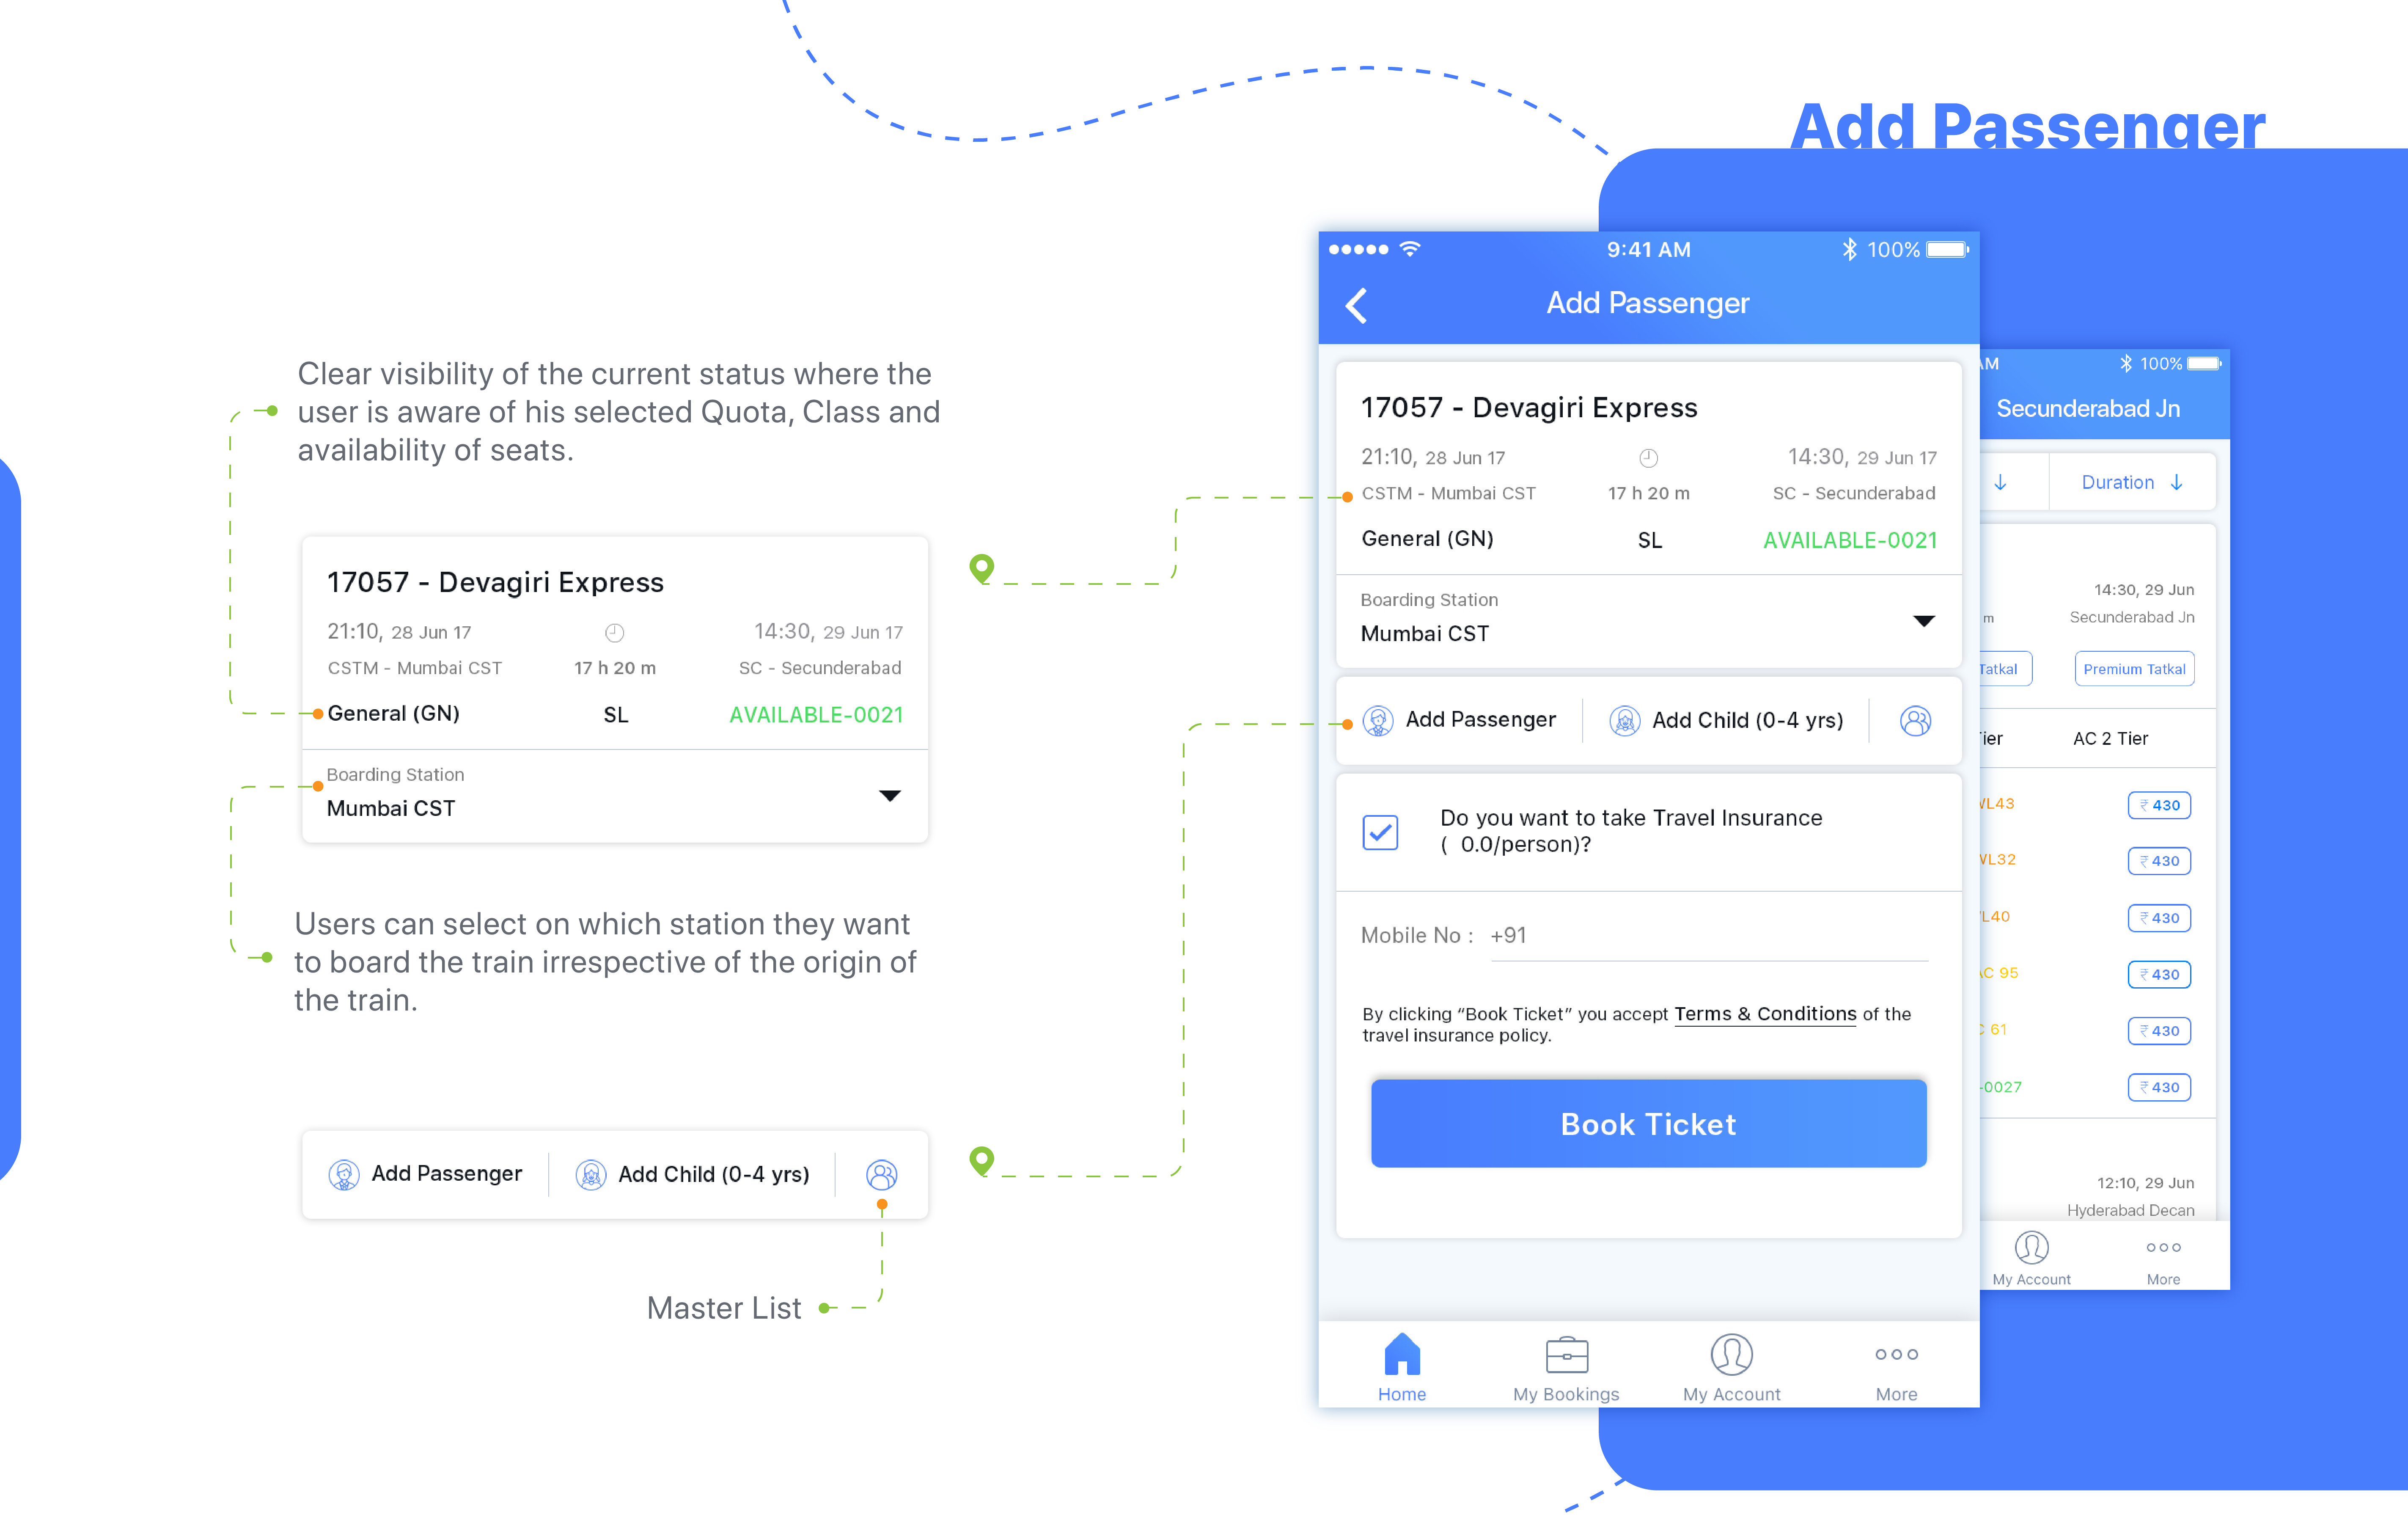 Add Passenger
Clear visibility of the current status where the
user is aware of his selected Quota, Class and
availability of seats.
17057 - Devagiri Express
21:10, 28 Jun 17
14:30, 29 Jun 17
CSTM - Mumbai CST
17 h 20 m
SC - Secunderabad
General (GN)
SL
AVAILABLE-0021
Boarding Station
Mumbai CST
Users can select on which station they want
to board the train irrespective of the origin of
the train.
Add Passenger
Add Child (0-4 yrs)
Master List
9:41 AM
100%
Add Passenger
17057 - Devagiri Express
21:10, 28 Jun 17
14:30, 29 Jun 17
CSTM - Mumbai CST
17 h 20 m
SC - Secunderabad
General (GN)
SL
AVAILABLE-0021
Boarding Station
Mumbai CST
Add Passenger
Add Child (0-4 yrs)
Do you want to take Travel Insurance
( 0.0/person)?
Mobile No : +91
By clicking “Book Ticket” you accept Terms & Conditions of the
travel insurance policy.
Book Ticket
Home
My Bookings
My Account
More
AM
100%
Secunderabad Jn
Duration
14:30, 29 Jun
m
Secunderabad Jn
Tatkal
Premium Tatkal
ier
AC 2 Tier
WL43
₹ 430
WL32
₹ 430
L40
₹ 430
AC 95
₹ 430
C 61
₹ 430
-0027
₹ 430
12:10, 29 Jun
Hyderabad Decan
My Account
More